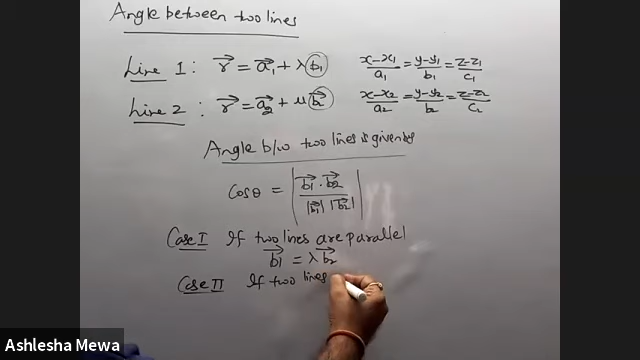 Angle between two lines
Line 1 : r⃗ = a⃗₁ + λ b⃗₁   x-x₁/a₁ = y-y₁/b₁ = z-z₁/c₁
Line 2 : r⃗ = a⃗₂ + μ b⃗₂   x-x₂/a₂ = y-y₂/b₂ = z-z₂/c₂
Angle b/w two lines is given by
Cosθ = | b⃗₁ . b⃗₂ / |b⃗₁| |b⃗₂| |
Case I If two lines are parallel
b⃗₁ = λ b⃗₂
Case II If two lines
Ashlesha Mewa